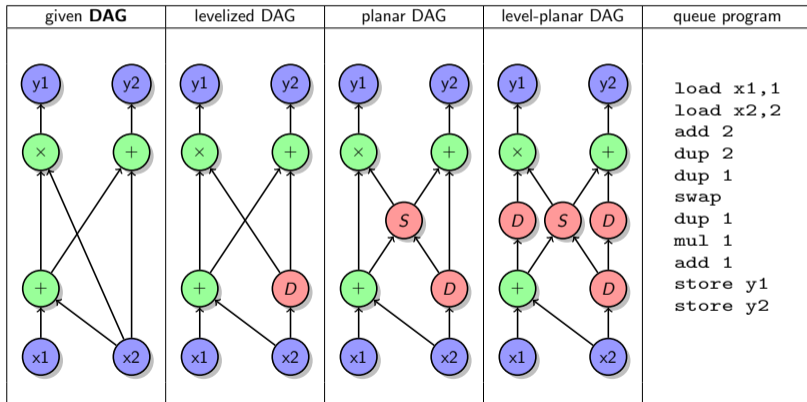 given DAG levelized DAG planar DAG level-planar DAG queue program
y1 y2 y1 y2 y1 y2 y1 y2
load x1,1
load x2,2
add 2
× + × + × + × +
dup 2
dup 1
swap
S D S D
dup 1
mul 1
add 1
+ + D + D + D
store y1
store y2
x1 x2 x1 x2 x1 x2 x1 x2